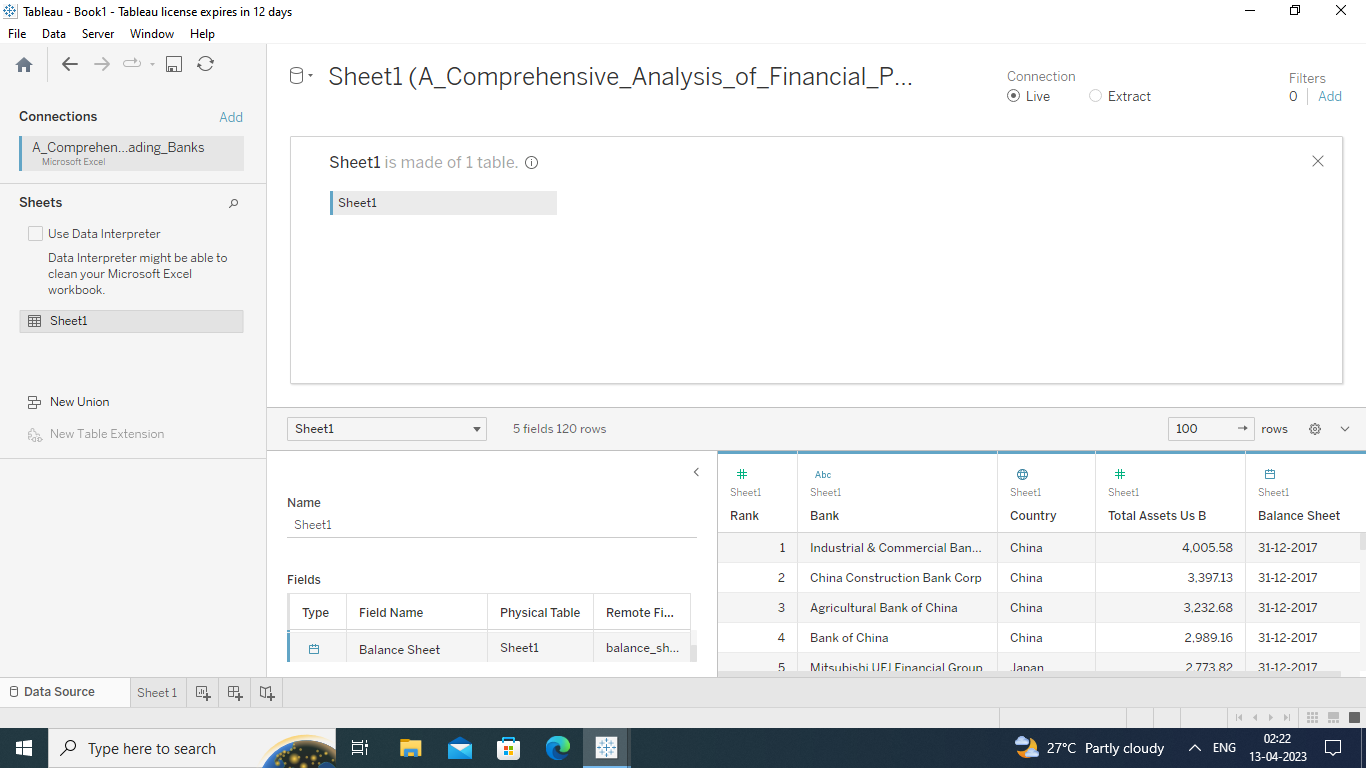 Tableau - Book1 - Tableau license expires in 12 days
File Data Server Window Help
Connections Add
A_Comprehen...ading_Banks
Microsoft Excel
Sheets
Use Data Interpreter
Data Interpreter might be able to
clean your Microsoft Excel
workbook.
Sheet1
New Union
New Table Extension
Sheet1 (A_Comprehensive_Analysis_of_Financial_P...
Connection
Live Extract
Filters
0 Add
Sheet1 is made of 1 table.
Sheet1
Sheet1 5 fields 120 rows 100 rows
Name
Sheet1
Fields
Type Field Name Physical Table Remote Fi...
Balance Sheet Sheet1 balance_sh...
Abc
Sheet1 Sheet1 Sheet1 Sheet1 Sheet1
Rank Bank Country Total Assets Us B Balance Sheet
1 Industrial & Commercial Ban... China 4,005.58 31-12-2017
2 China Construction Bank Corp China 3,397.13 31-12-2017
3 Agricultural Bank of China China 3,232.68 31-12-2017
4 Bank of China China 2,989.16 31-12-2017
5 Mitsubishi UFJ Financial Group Japan 2,773.82 31-12-2017
Data Source Sheet 1
Type here to search
27°C Partly cloudy
ENG
02:22
13-04-2023